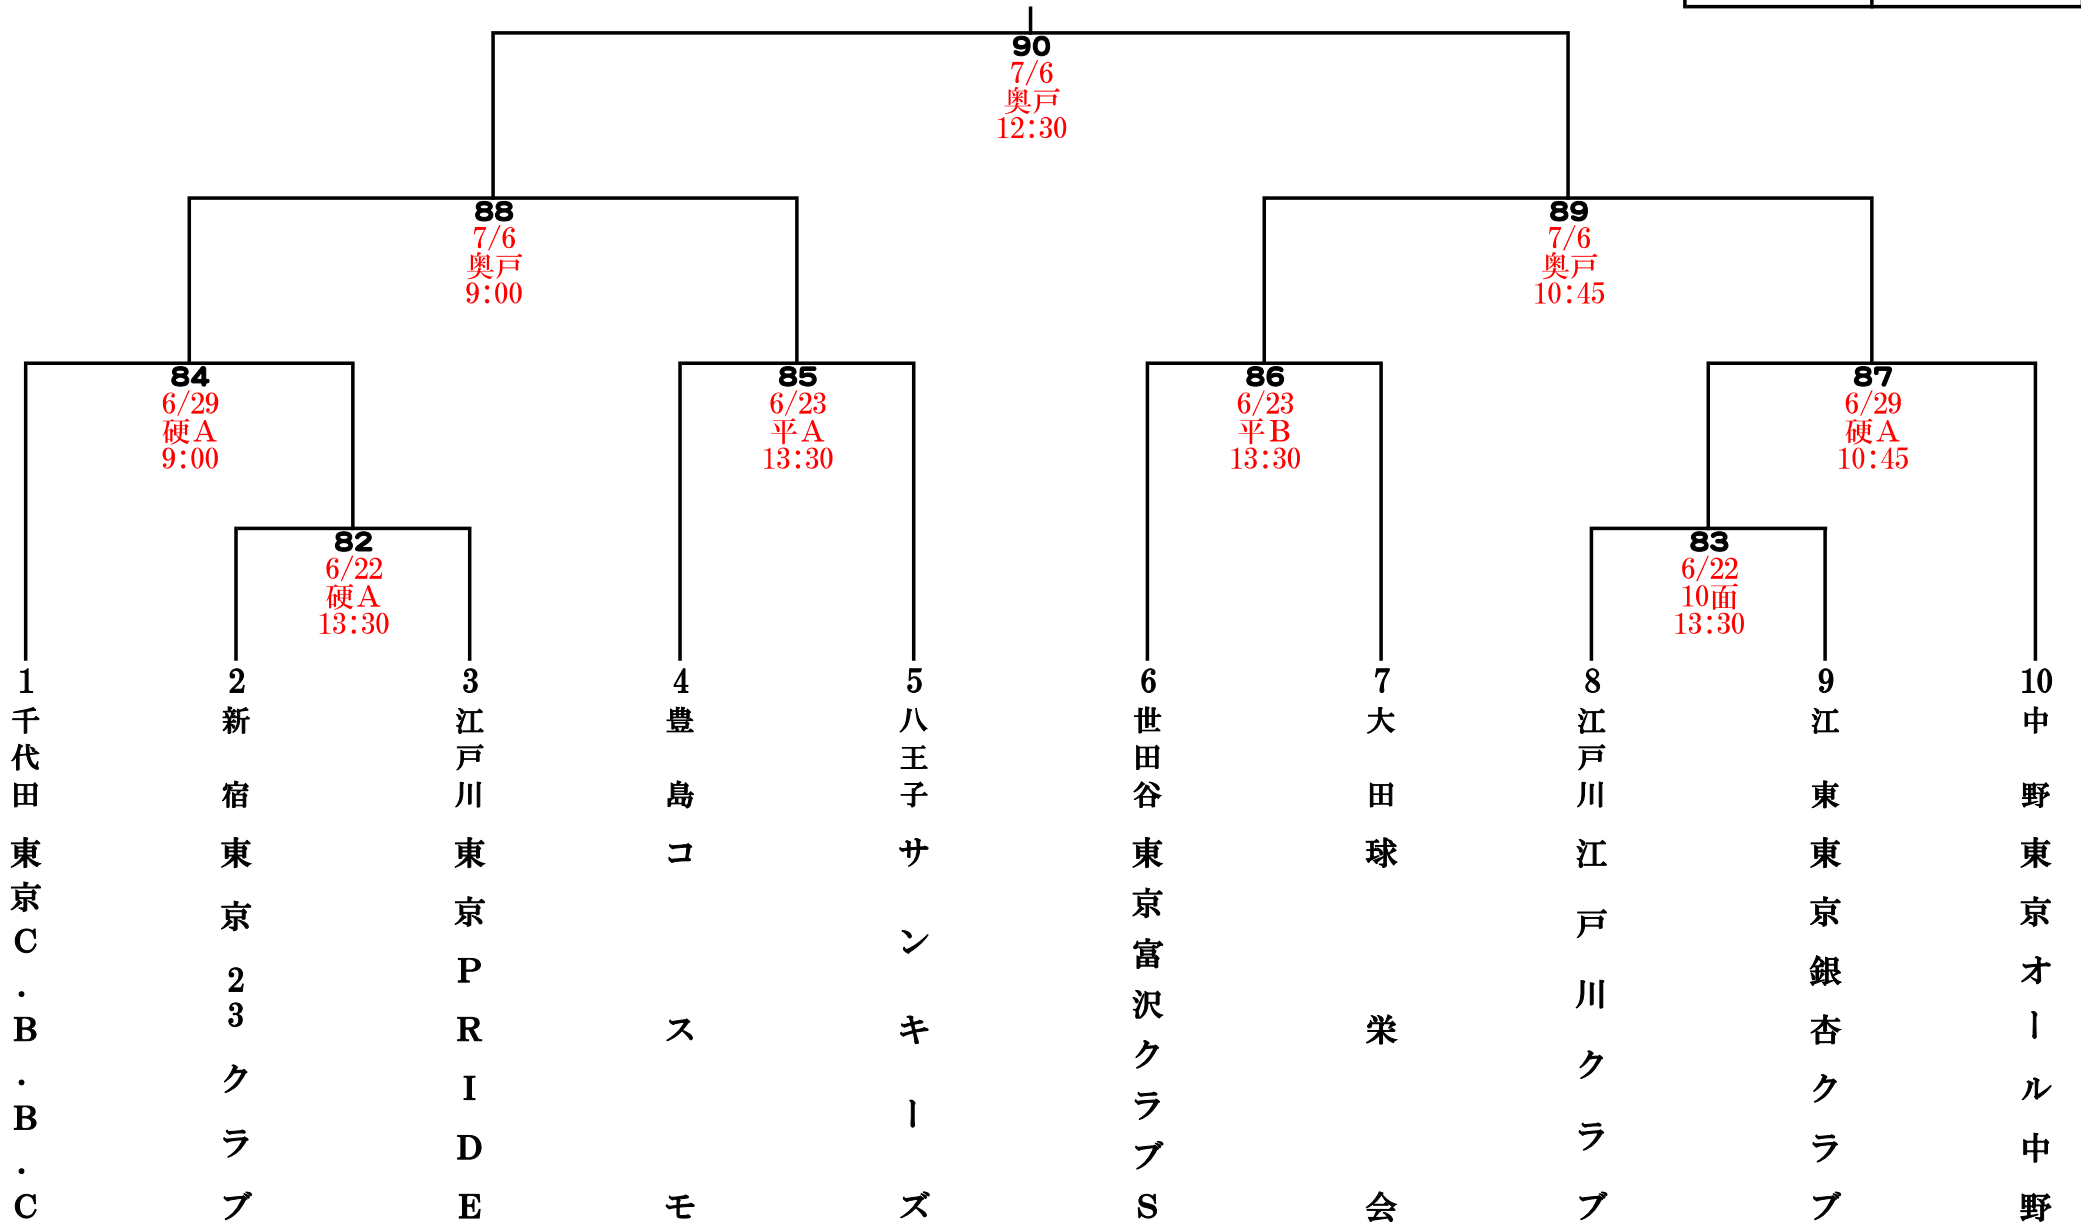 90
7/6
奥戸
12:30
88
7/6
奥戸
9:00
89
7/6
奥戸
10:45
84
6/29
硬A
9:00
85
6/23
平A
13:30
86
6/23
平B
13:30
87
6/29
硬A
10:45
82
6/22
硬A
13:30
83
6/22
10面
13:30
1
千代田
東京C.B.B.C
2
新宿
東京23クラブ
3
江戸川
東京PRIDE
4
豊島
コスモ
5
八王子
サンキーズ
6
世田谷
東京富沢クラブS
7
大田
球栄会
8
江戸川
江戸川クラブ
9
江東
東京銀杏クラブ
10
中野
東京オール中野